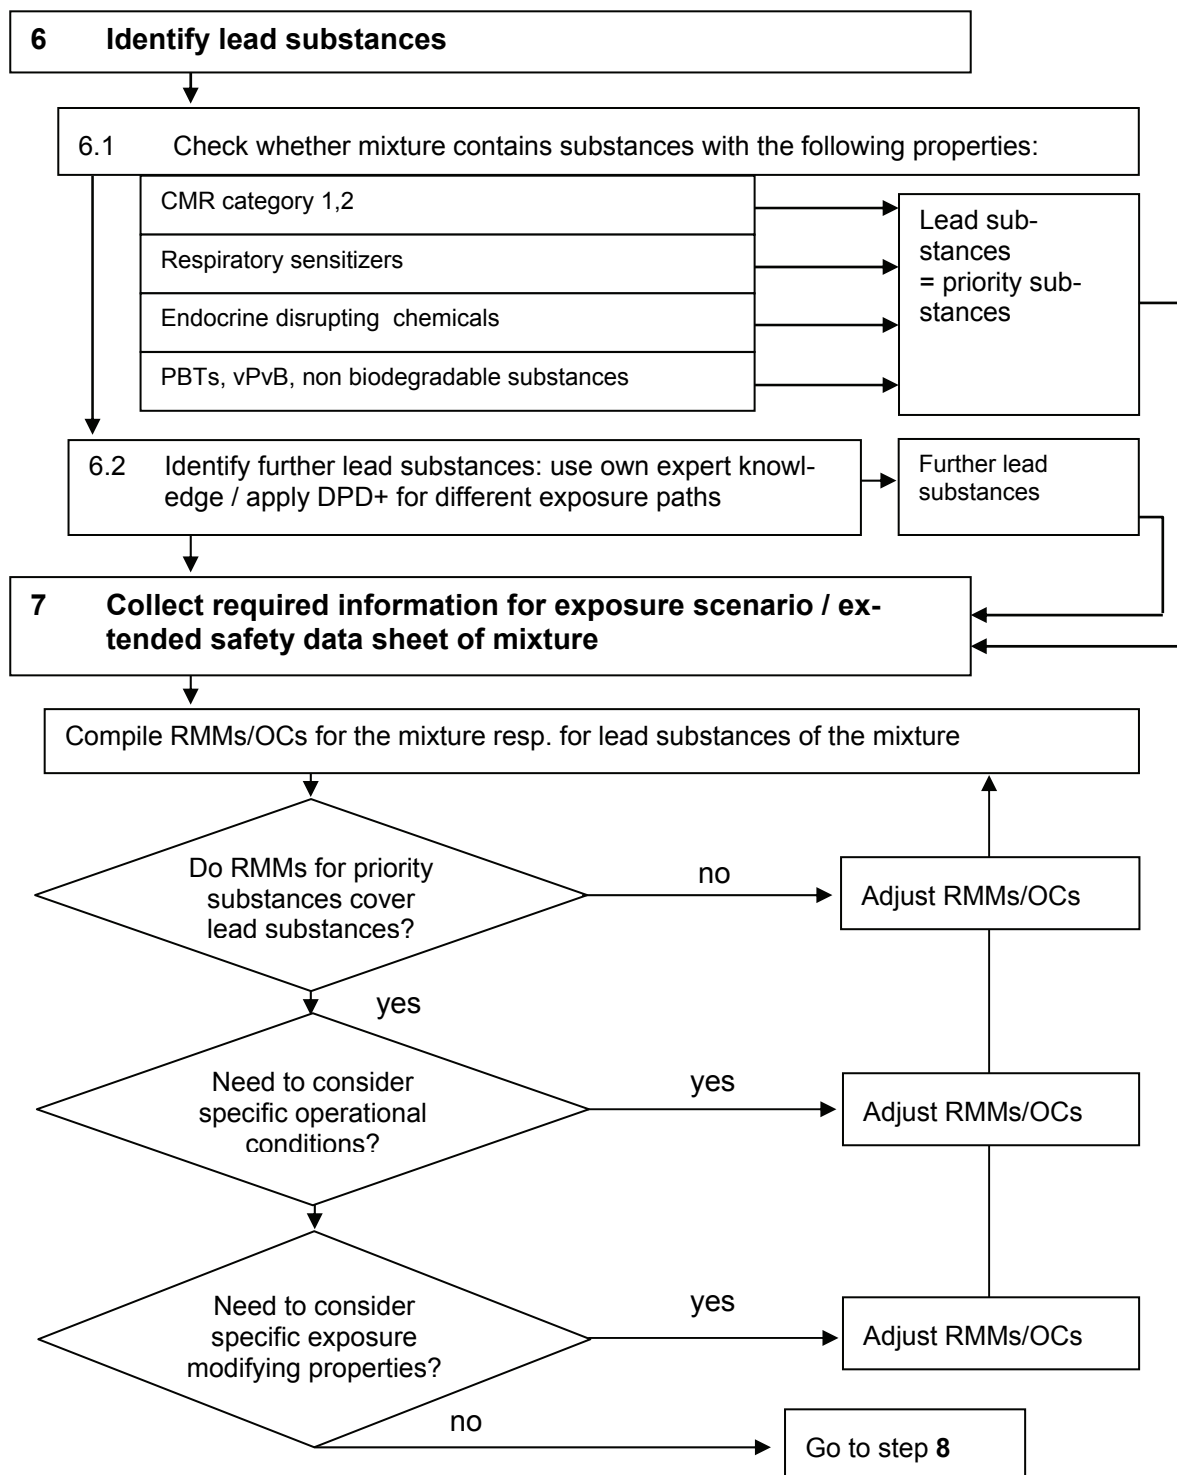 6 Identify lead substances
6.1 Check whether mixture contains substances with the following properties:
CMR category 1,2
Respiratory sensitizers
Endocrine disrupting chemicals
PBTs, vPvB, non biodegradable substances
Lead sub-
stances
= priority sub-
stances
6.2 Identify further lead substances: use own expert knowl-
edge / apply DPD+ for different exposure paths
Further lead
substances
7 Collect required information for exposure scenario / ex-
tended safety data sheet of mixture
Compile RMMs/OCs for the mixture resp. for lead substances of the mixture
Do RMMs for priority
substances cover
lead substances?
no
Adjust RMMs/OCs
yes
Need to consider
specific operational
conditions?
yes
Adjust RMMs/OCs
Need to consider
specific exposure
modifying properties?
yes
Adjust RMMs/OCs
no
Go to step 8